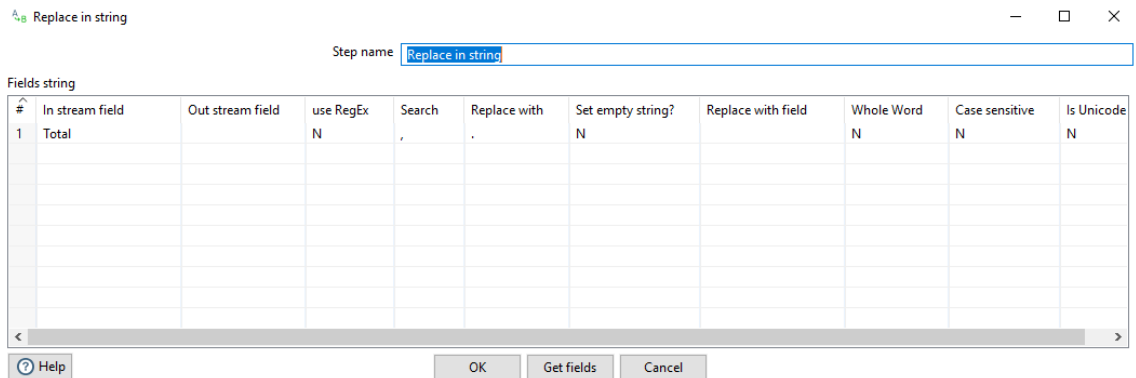 A B Replace in string
Step name Replace in string
Fields string
# In stream field Out stream field use RegEx Search Replace with Set empty string? Replace with field Whole Word Case sensitive Is Unicode
1 Total N , . N N N N
? Help OK Get fields Cancel